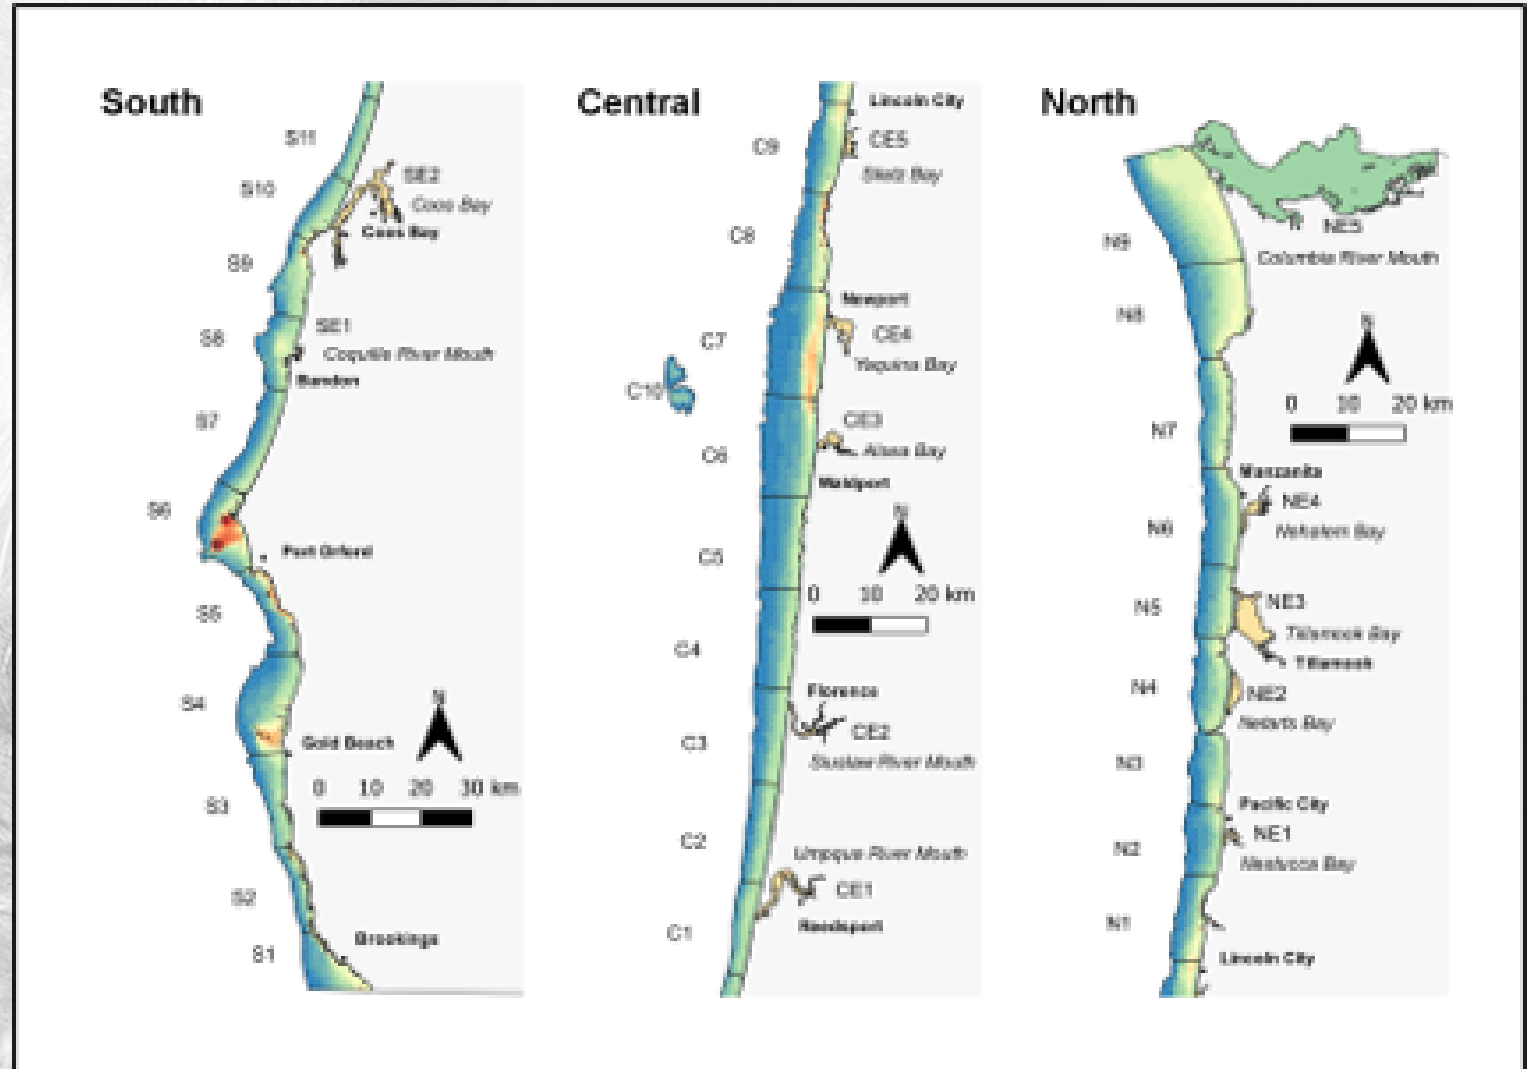 South
S11
S10
SE2
Coos Bay
Coos Bay
S9
SE1
S8
Coquille River Mouth
Bandon
S7
S6
Port Orford
S5
S4
N
Gold Beach
0 10 20 30 km
S3
S2
Brookings
S1
Central
Lincoln City
CE5
C9
Siletz Bay
C8
Newport
CE4
C7
Yaquina Bay
C10
CE3
Alsea Bay
C6
Waldport
N
C5
0 10 20 km
C4
Florence
CE2
C3
Siuslaw River Mouth
C2
Umpqua River Mouth
CE1
Reedsport
C1
North
NE5
N9
Columbia River Mouth
N8
N
0 10 20 km
N7
Manzanita
NE4
N6
Nehalem Bay
NE3
N5
Tillamook Bay
Tillamook
N4
NE2
Netarts Bay
N3
Pacific City
NE1
N2
Nestucca Bay
N1
Lincoln City